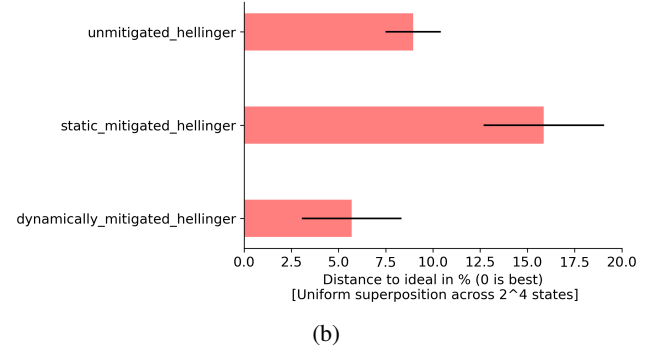 unmitigated_hellinger
static_mitigated_hellinger
dynamically_mitigated_hellinger
0.0 2.5 5.0 7.5 10.0 12.5 15.0 17.5 20.0
Distance to ideal in % (0 is best)
[Uniform superposition across 2^4 states]
(b)